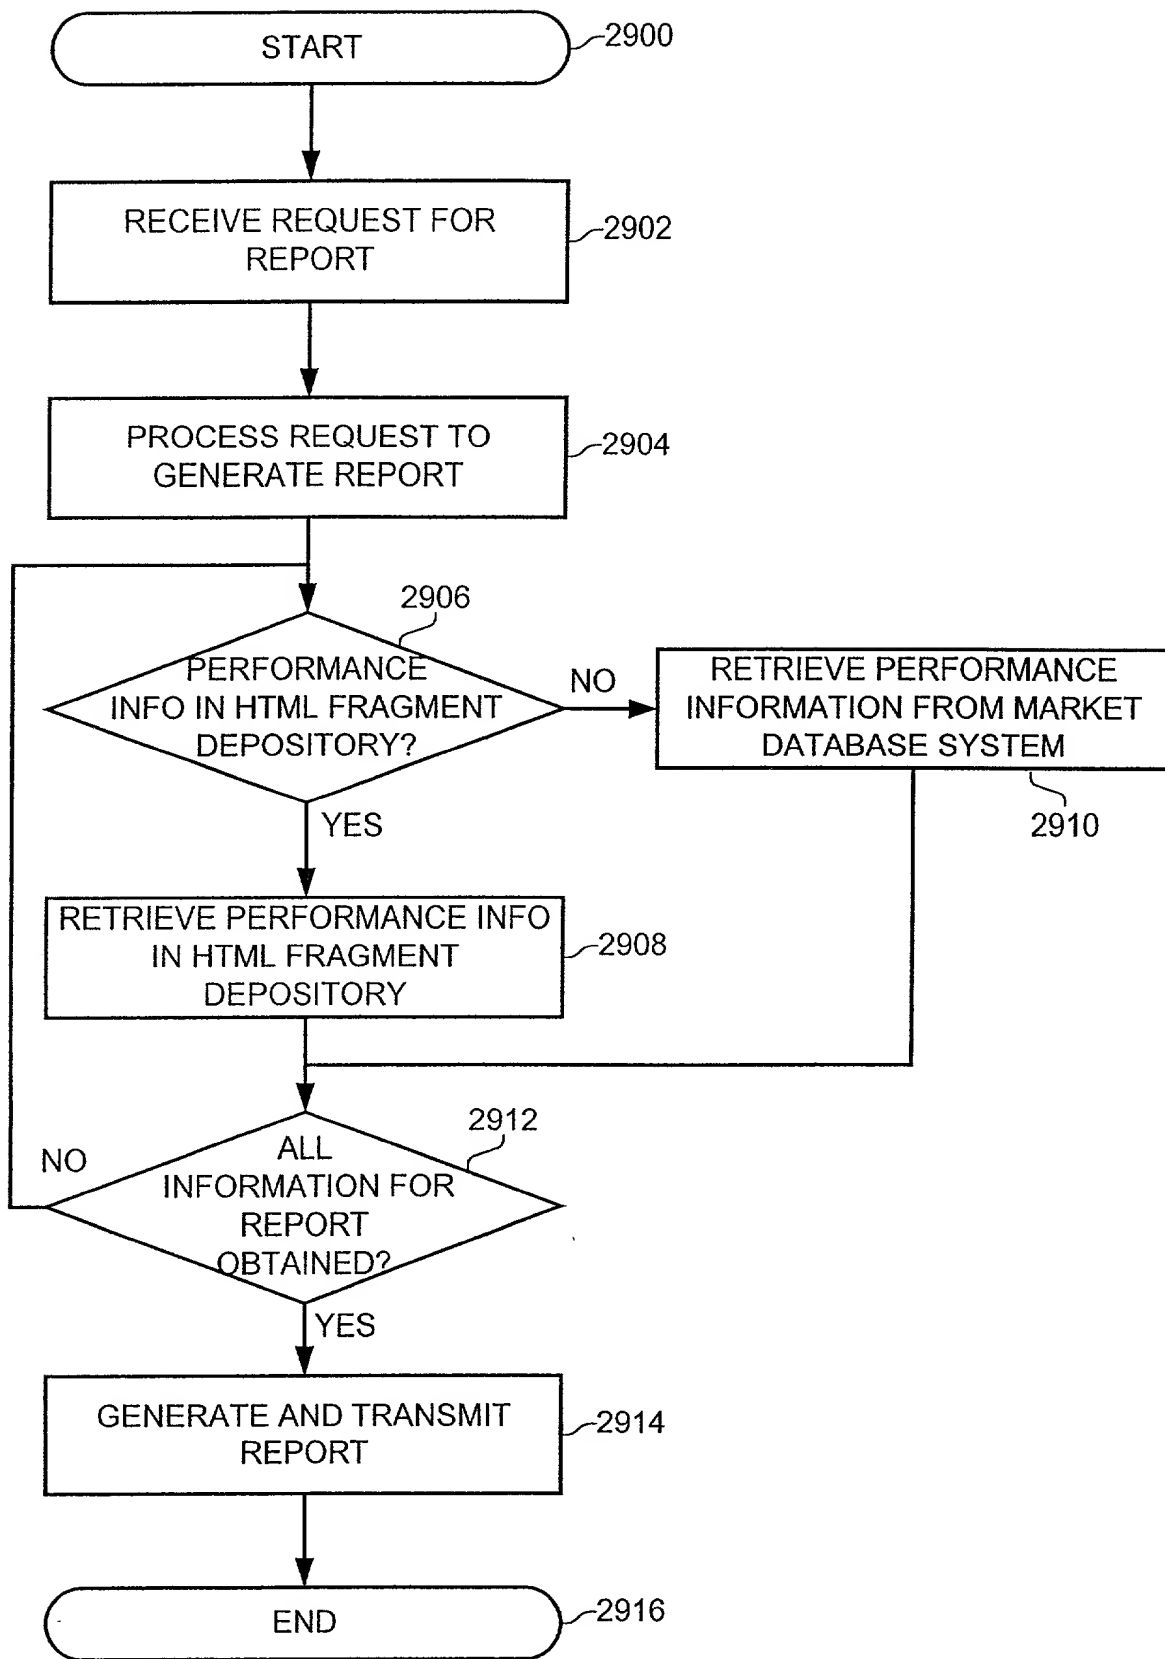 START
2900
RECEIVE REQUEST FOR
REPORT
2902
PROCESS REQUEST TO
GENERATE REPORT
2904
2906
PERFORMANCE
INFO IN HTML FRAGMENT
DEPOSITORY?
NO
RETRIEVE PERFORMANCE
INFORMATION FROM MARKET
DATABASE SYSTEM
2910
YES
RETRIEVE PERFORMANCE INFO
IN HTML FRAGMENT
DEPOSITORY
2908
2912
NO
ALL
INFORMATION FOR
REPORT
OBTAINED?
YES
GENERATE AND TRANSMIT
REPORT
2914
END
2916